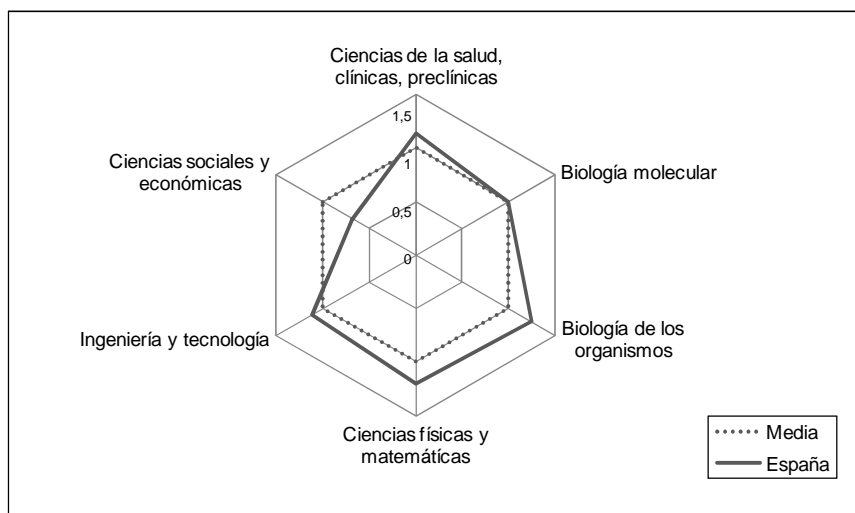 Ciencias de la salud,
clínicas, preclínicas
1,5
Ciencias sociales y
económicas
1
Biología molecular
0,5
0
Ingeniería y tecnología
Biología de los
organismos
Ciencias físicas y
matemáticas
Media
España